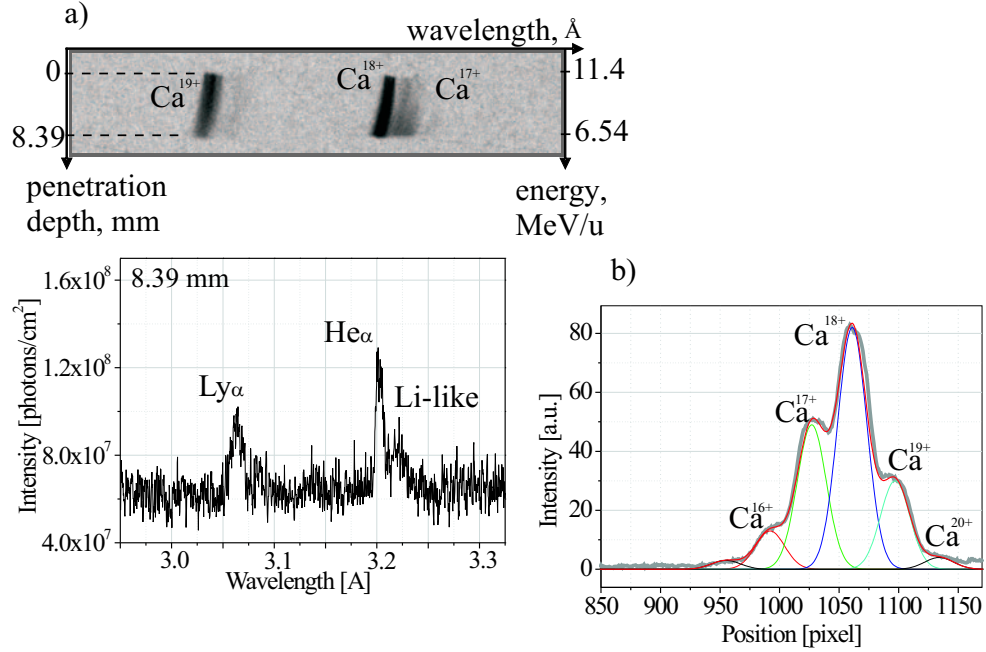 a)
wavelength, Å
0
Ca19+
Ca18+
Ca17+
11.4
8.39
6.54
penetration
depth, mm
energy,
MeV/u
8.39 mm
1.6x10⁸
1.2x10⁸
8.0x10⁷
4.0x10⁷
Intensity [photons/cm²]
Lyα
Heα
Li-like
3.0
3.1
3.2
3.3
Wavelength [A]
b)
80
60
40
20
0
Intensity [a.u.]
Ca16+
Ca17+
Ca18+
Ca19+
Ca20+
850
900
950
1000
1050
1100
1150
Position [pixel]